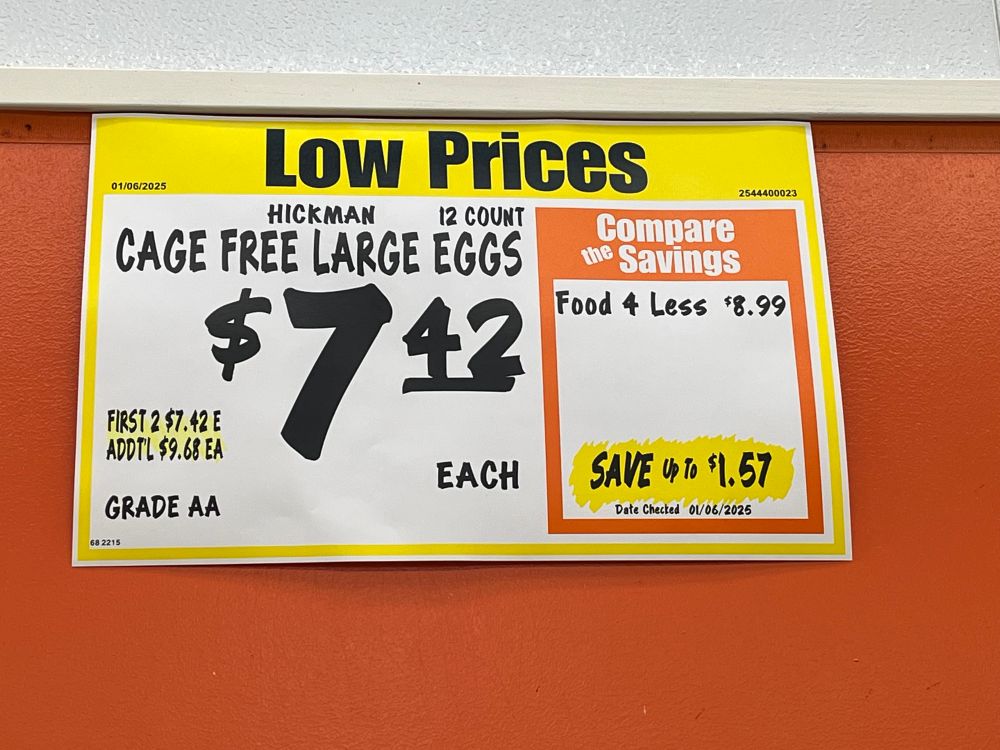 Low Prices
01/06/2025
2544400023
HICKMAN 12 COUNT
CAGE FREE LARGE EGGS
$7 42
FIRST 2 $7.42 E
ADDT'L $9.68 EA
EACH
GRADE AA
68 2215
Compare
the Savings
Food 4 Less $8.99
SAVE Up To $1.57
Date Checked 01/06/2025